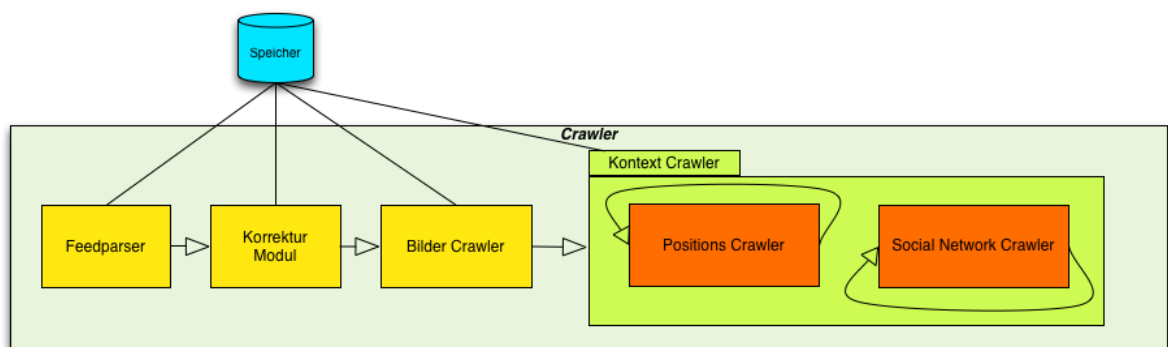 Speicher
Crawler
Kontext Crawler
Feedparser
Korrektur
Modul
Bilder Crawler
Positions Crawler
Social Network Crawler